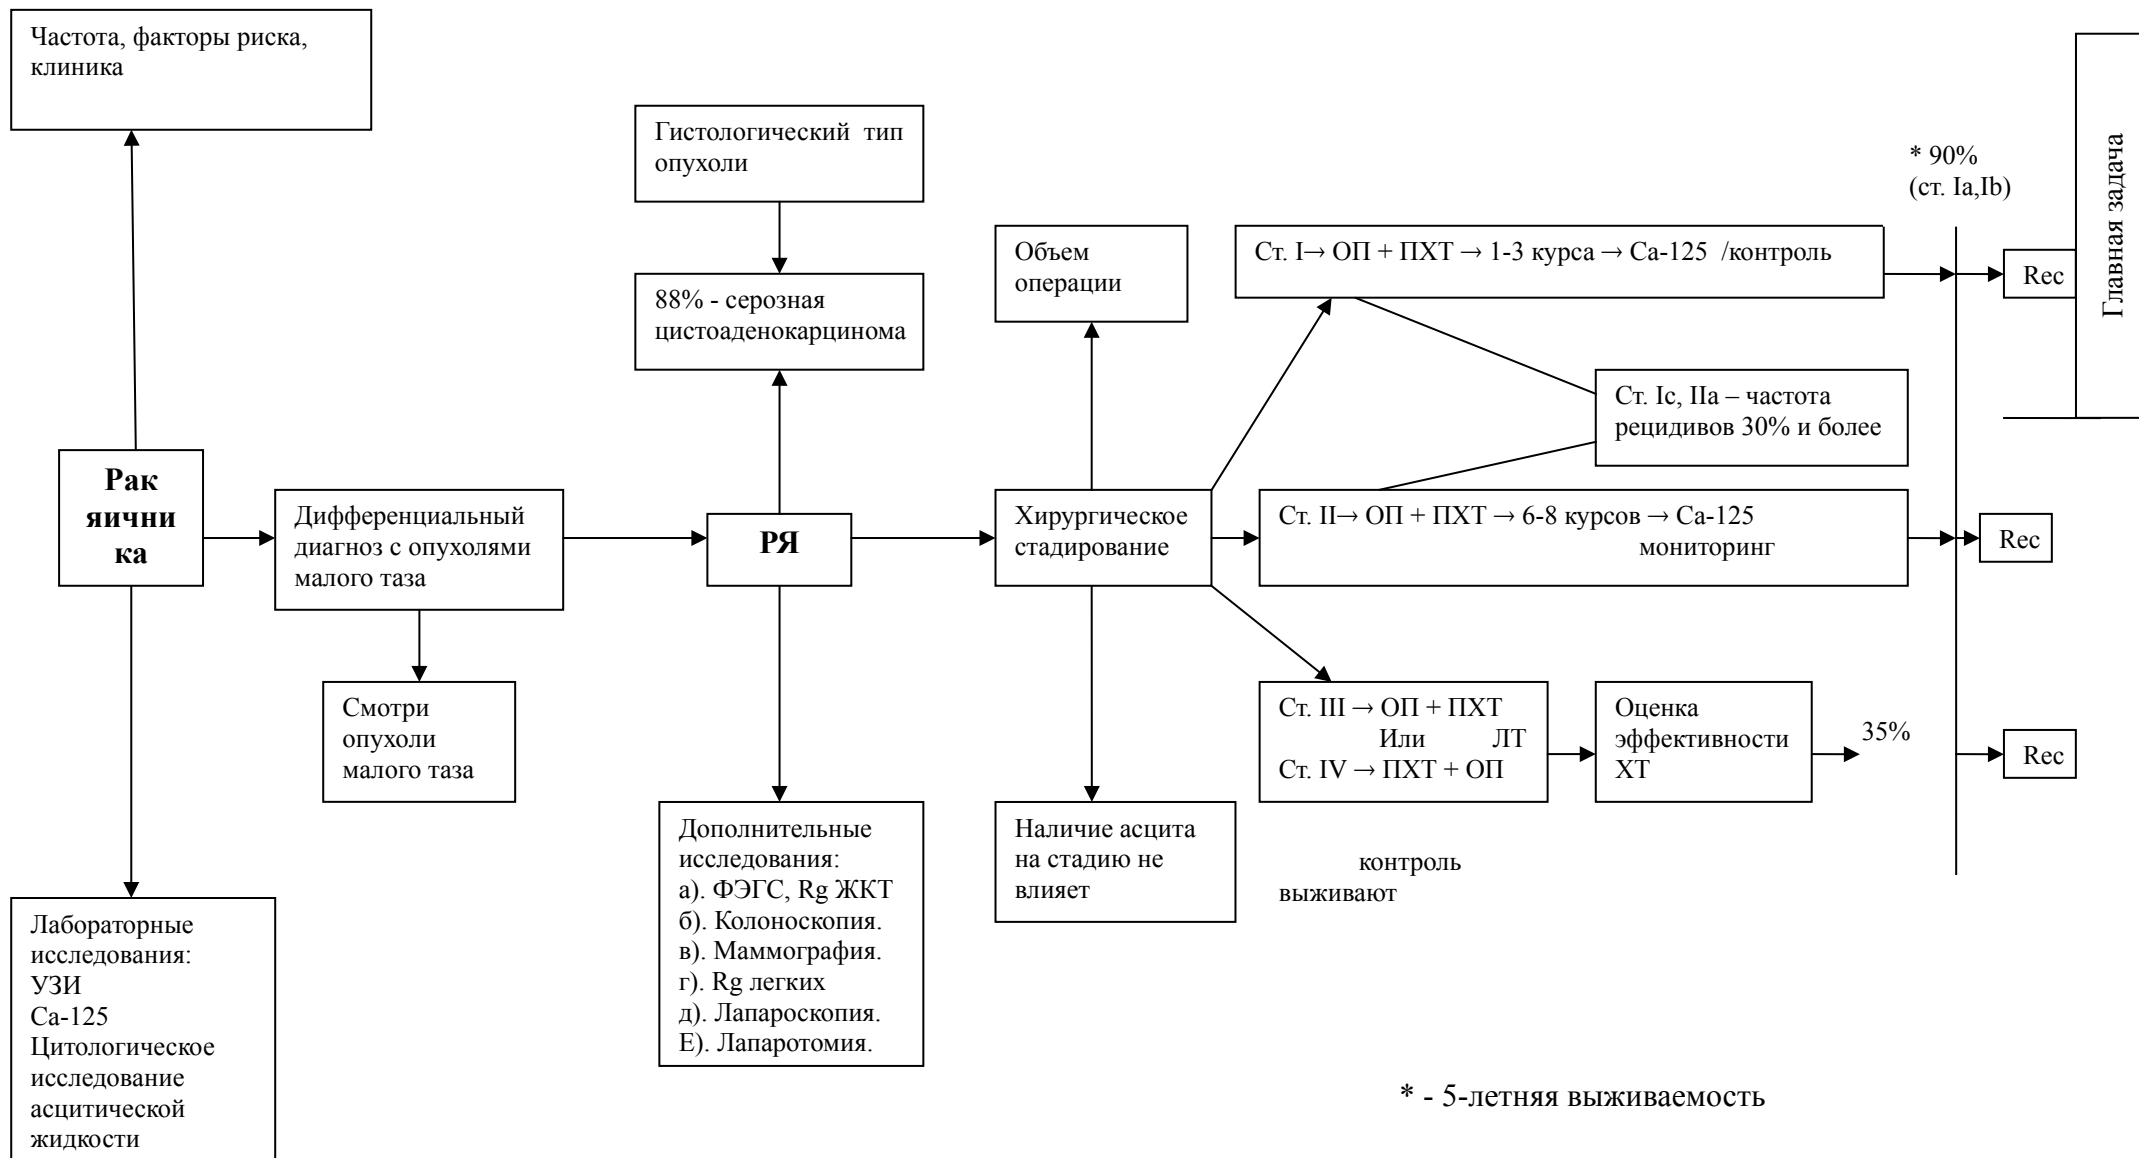 Частота, факторы риска,
клиника
Гистологический тип
опухоли
88% - серозная
цистоаденокарцинома
Объем
операции
Ст. I→ ОП + ПХТ → 1-3 курса → Са-125 /контроль
* 90%
(ст. Ia,Ib)
Rec
Главная задача
Ст. Ic, IIa – частота
рецидивов 30% и более
Рак
яични
ка
Дифференциальный
диагноз с опухолями
малого таза
РЯ
Хирургическое
стадирование
Ст. II→ ОП + ПХТ → 6-8 курсов → Са-125
мониторинг
Rec
Смотри
опухоли
малого таза
Ст. III → ОП + ПХТ
Или ЛТ
Ст. IV → ПХТ + ОП
Оценка
эффективности
ХТ
35%
Rec
Дополнительные
исследования:
а). ФЭГС, Rg ЖКТ
б). Колоноскопия.
в). Маммография.
г). Rg легких
д). Лапароскопия.
Е). Лапаротомия.
Наличие асцита
на стадию не
влияет
контроль
выживают
Лабораторные
исследования:
УЗИ
Са-125
Цитологическое
исследование
асцитической
жидкости
* - 5-летняя выживаемость